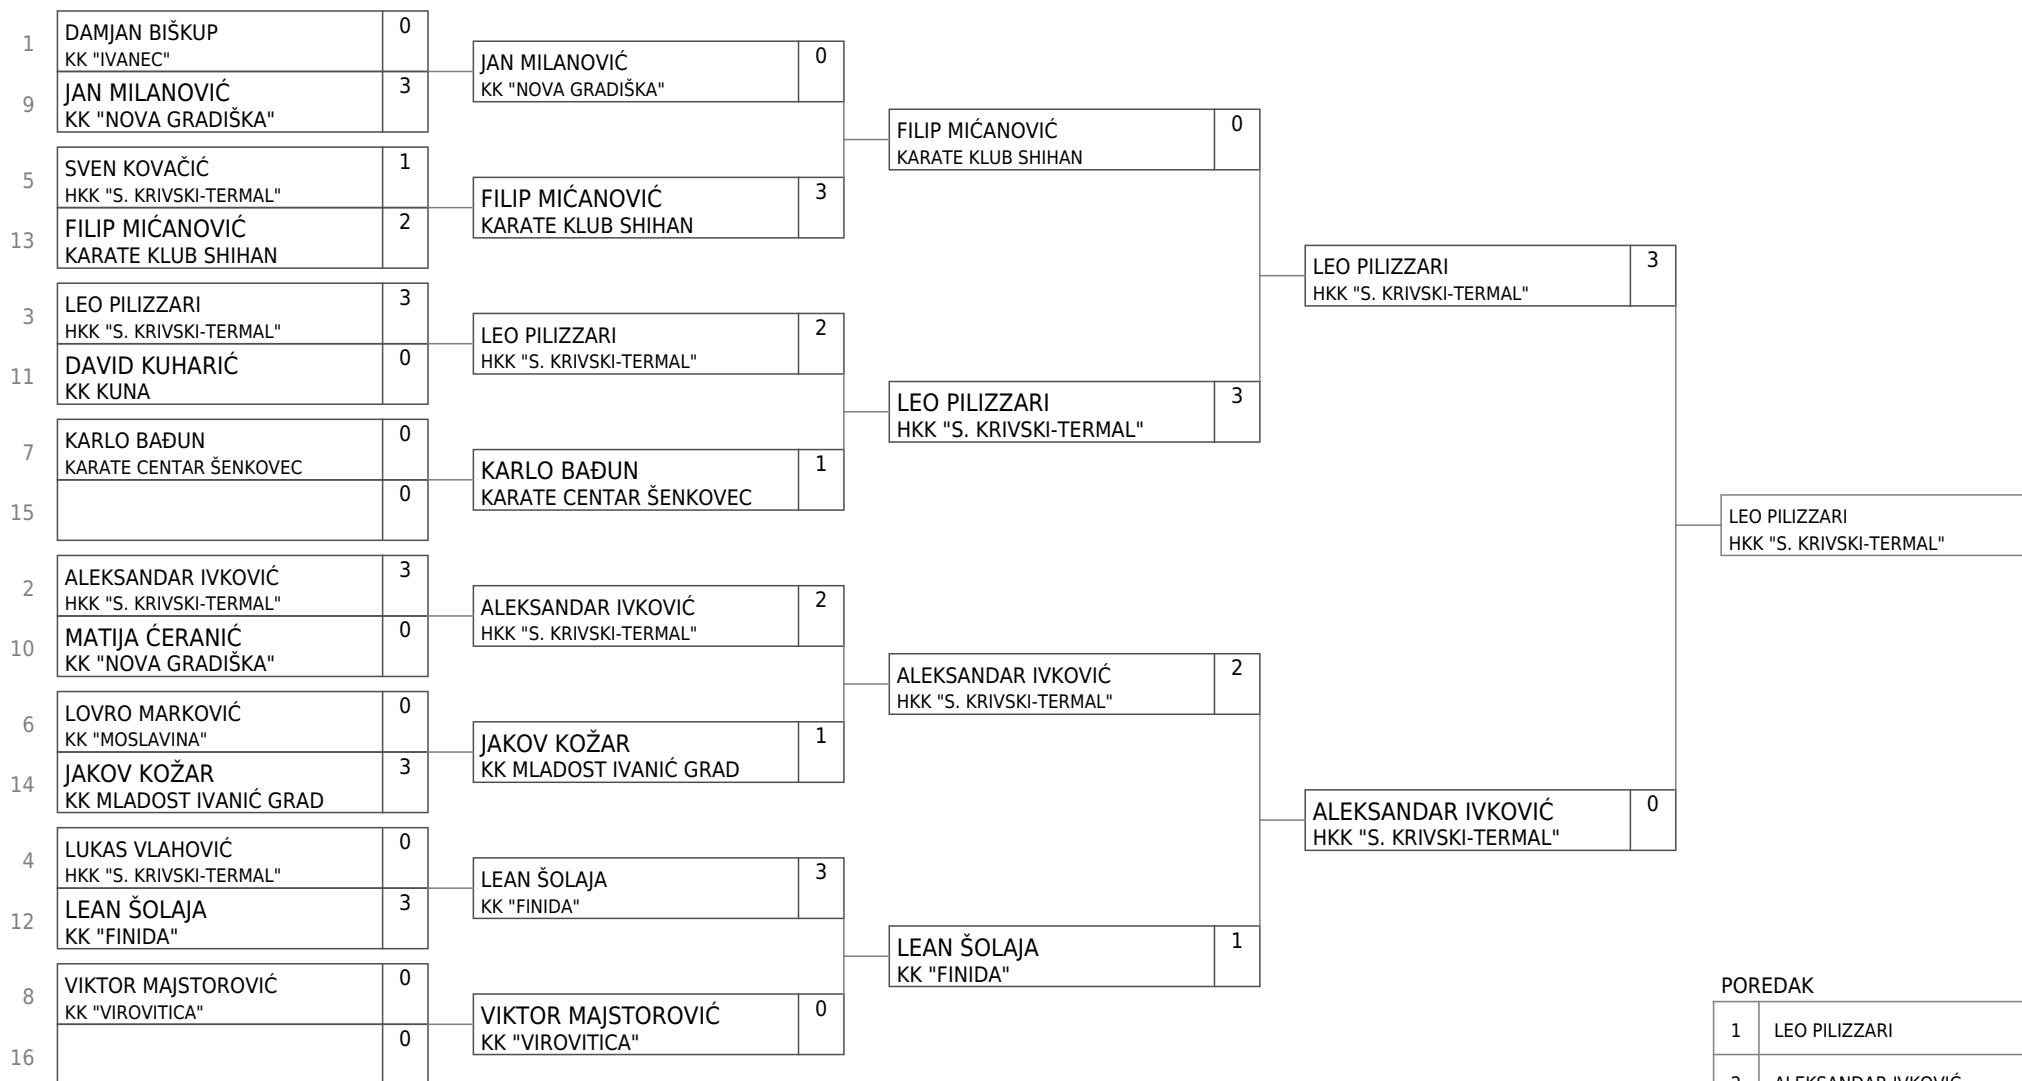 1
DAMJAN BIŠKUP
KK "IVANEC"
0
9
JAN MILANOVIĆ
KK "NOVA GRADIŠKA"
3
5
SVEN KOVAČIĆ
HKK "S. KRIVSKI-TERMAL"
1
13
FILIP MIĆANOVIĆ
KARATE KLUB SHIHAN
2
3
LEO PILIZZARI
HKK "S. KRIVSKI-TERMAL"
3
11
DAVID KUHARIĆ
KK KUNA
0
7
KARLO BAĐUN
KARATE CENTAR ŠENKOVEC
0
15
0
2
ALEKSANDAR IVKOVIĆ
HKK "S. KRIVSKI-TERMAL"
3
10
MATIJA ĆERANIĆ
KK "NOVA GRADIŠKA"
0
6
LOVRO MARKOVIĆ
KK "MOSLAVINA"
0
14
JAKOV KOŽAR
KK MLADOST IVANIĆ GRAD
3
4
LUKAS VLAHOVIĆ
HKK "S. KRIVSKI-TERMAL"
0
12
LEAN ŠOLAJA
KK "FINIDA"
3
8
VIKTOR MAJSTOROVIĆ
KK "VIROVITICA"
0
16
0
JAN MILANOVIĆ
KK "NOVA GRADIŠKA"
0
FILIP MIĆANOVIĆ
KARATE KLUB SHIHAN
3
LEO PILIZZARI
HKK "S. KRIVSKI-TERMAL"
2
KARLO BAĐUN
KARATE CENTAR ŠENKOVEC
1
ALEKSANDAR IVKOVIĆ
HKK "S. KRIVSKI-TERMAL"
2
JAKOV KOŽAR
KK MLADOST IVANIĆ GRAD
1
LEAN ŠOLAJA
KK "FINIDA"
3
VIKTOR MAJSTOROVIĆ
KK "VIROVITICA"
0
FILIP MIĆANOVIĆ
KARATE KLUB SHIHAN
0
LEO PILIZZARI
HKK "S. KRIVSKI-TERMAL"
3
ALEKSANDAR IVKOVIĆ
HKK "S. KRIVSKI-TERMAL"
2
LEAN ŠOLAJA
KK "FINIDA"
1
LEO PILIZZARI
HKK "S. KRIVSKI-TERMAL"
3
ALEKSANDAR IVKOVIĆ
HKK "S. KRIVSKI-TERMAL"
0
LEO PILIZZARI
HKK "S. KRIVSKI-TERMAL"
POREDAK
1 LEO PILIZZARI
2 ALEKSANDAR IVKOVIĆ